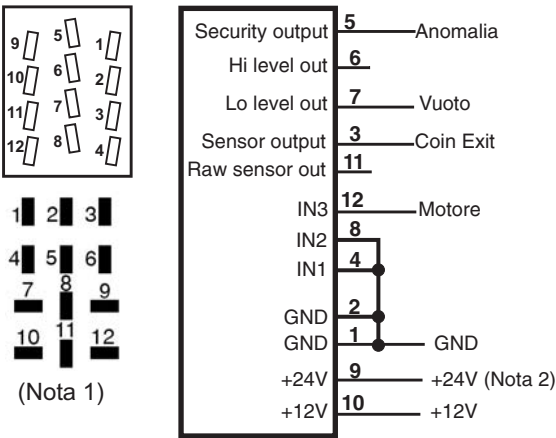 9 5 1
10 6 2
11 7 3
12 8 4
1 2 3
4 5 6
7 8 9
10 11 12
(Nota 1)
Security output 5 Anomalia
Hi level out 6
Lo level out 7 Vuoto
Sensor output 3 Coin Exit
Raw sensor out 11
IN3 12 Motore
IN2 8
IN1 4
GND 2
GND 1 GND
+24V 9 +24V (Nota 2)
+12V 10 +12V